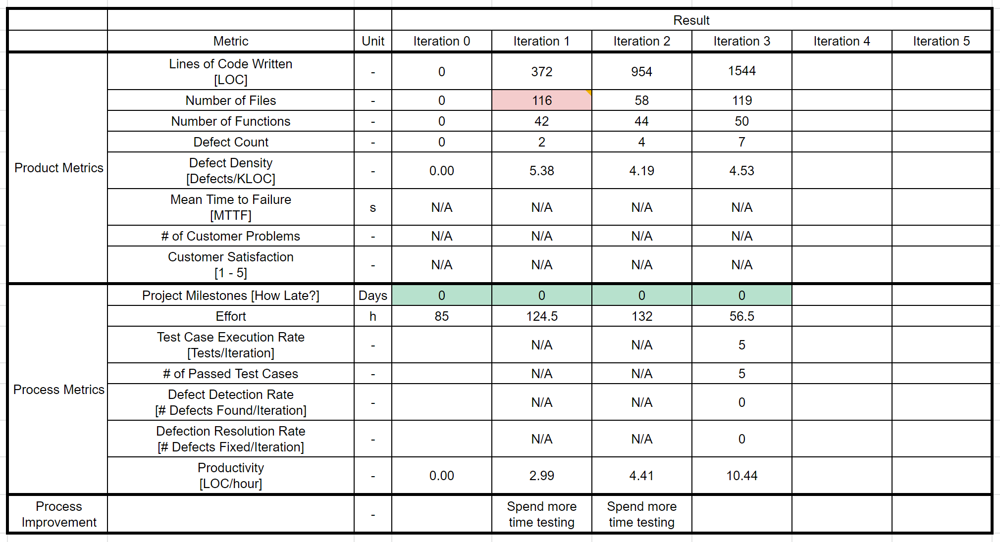 Result
Metric Unit Iteration 0 Iteration 1 Iteration 2 Iteration 3 Iteration 4 Iteration 5
Product Metrics
Lines of Code Written
[LOC]
- 0 372 954 1544
Number of Files - 0 116 58 119
Number of Functions - 0 42 44 50
Defect Count - 0 2 4 7
Defect Density
[Defects/KLOC]
- 0.00 5.38 4.19 4.53
Mean Time to Failure
[MTTF]
s N/A N/A N/A N/A
# of Customer Problems - N/A N/A N/A N/A
Customer Satisfaction
[1 - 5]
- N/A N/A N/A N/A
Process Metrics
Project Milestones [How Late?] Days 0 0 0 0
Effort h 85 124.5 132 56.5
Test Case Execution Rate
[Tests/Iteration]
- N/A N/A 5
# of Passed Test Cases - N/A N/A 5
Defect Detection Rate
[# Defects Found/Iteration]
- N/A N/A 0
Defection Resolution Rate
[# Defects Fixed/Iteration]
- N/A N/A 0
Productivity
[LOC/hour]
- 0.00 2.99 4.41 10.44
Process
Improvement
-
Spend more
time testing
Spend more
time testing